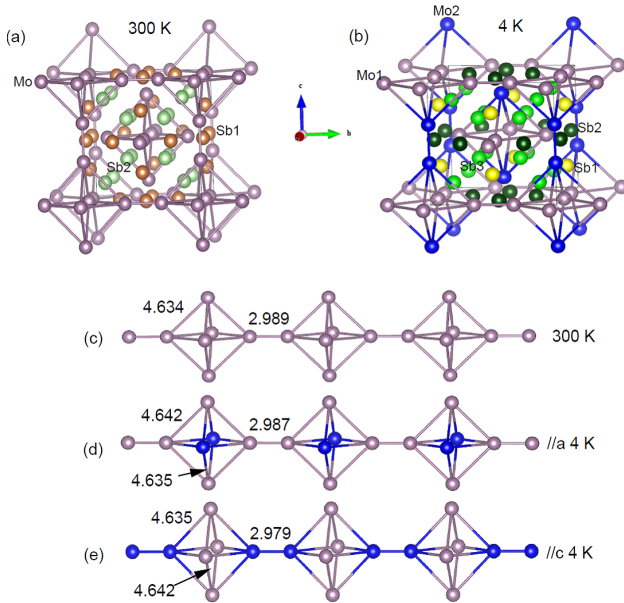 (a)
300 K
Mo
Sb1
Sb2
c
b
(b)
Mo2
4 K
Mo1
Sb2
Sb3
Sb1
(c)
4.634
2.989
300 K
(d)
4.642
2.987
4.635
//a 4 K
(e)
4.635
2.979
4.642
//c 4 K